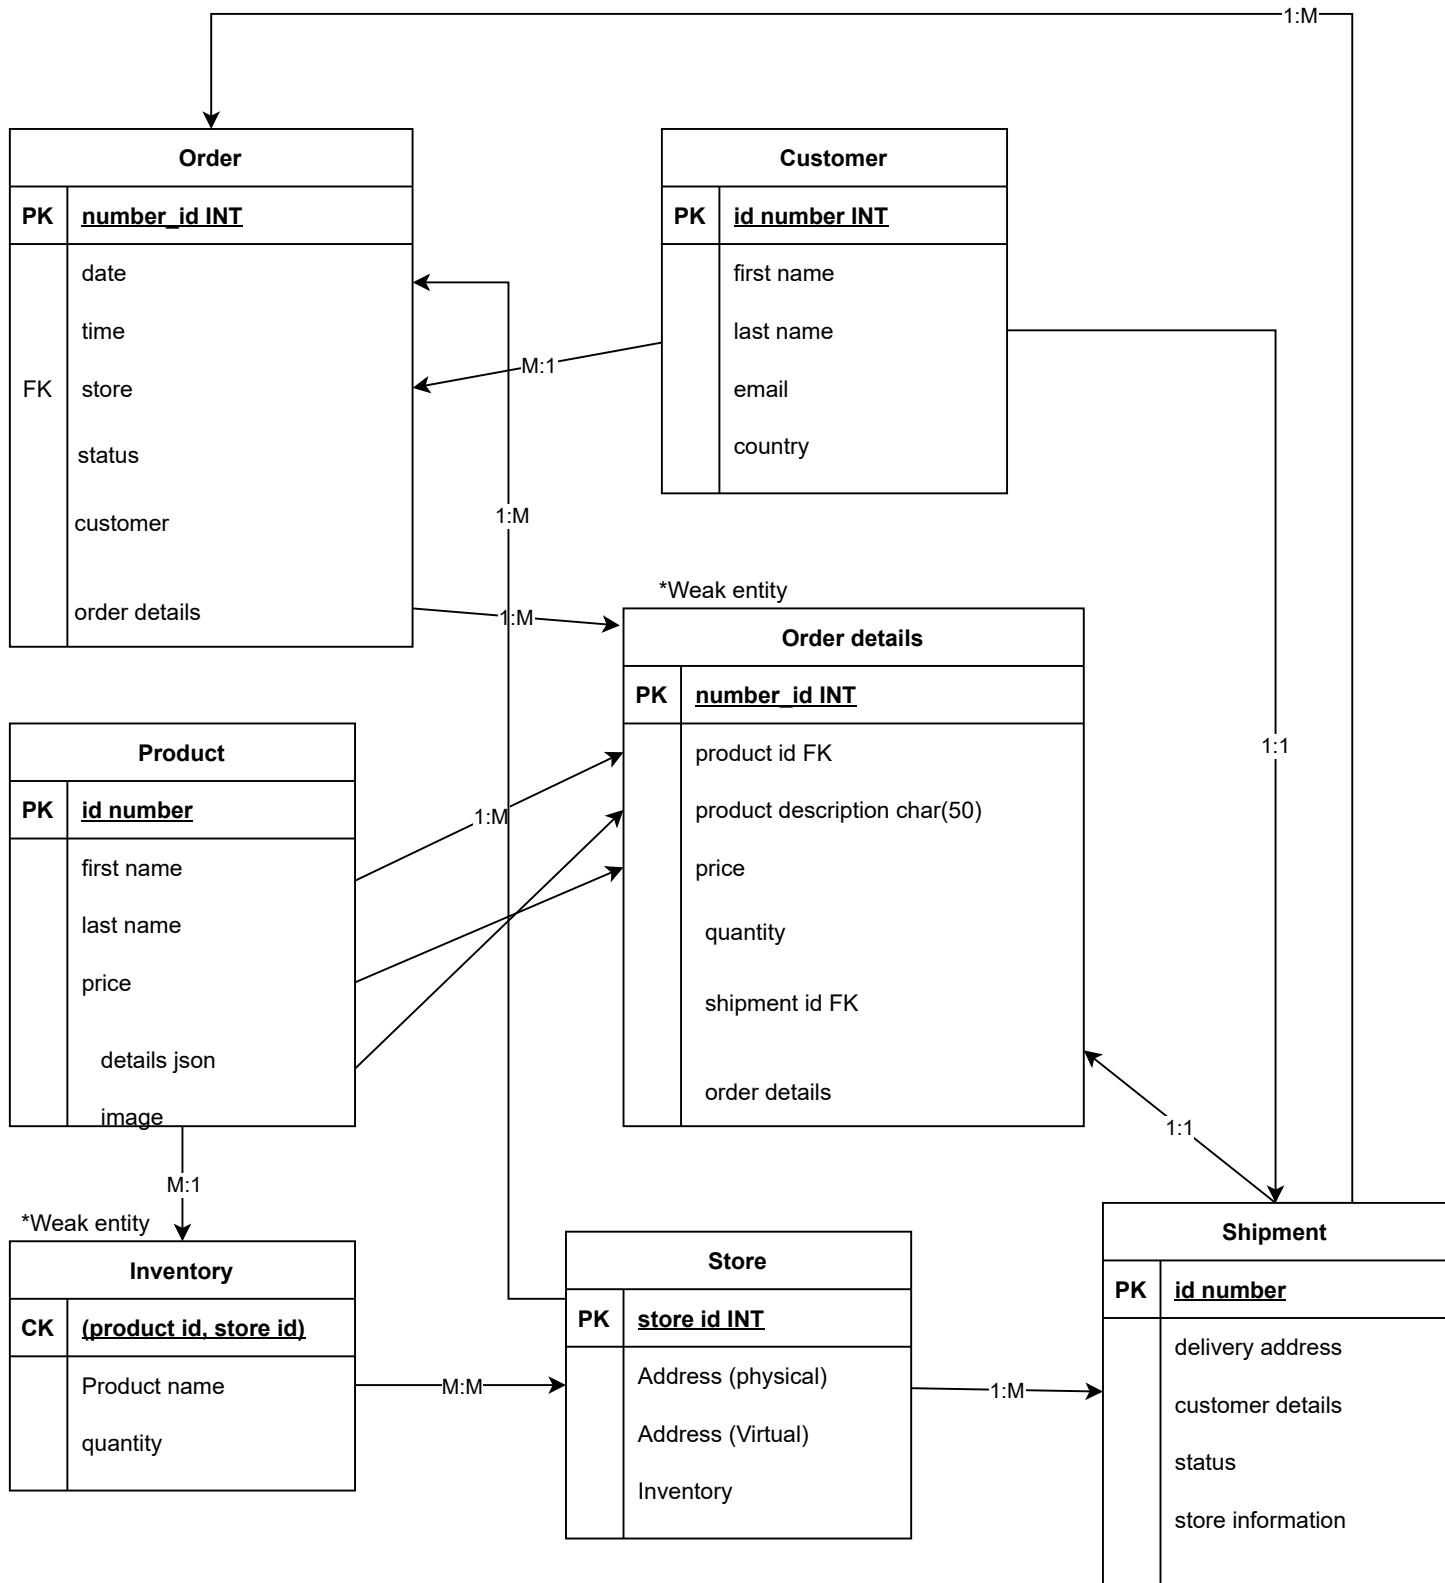 1:M
Order
PK number_id INT
date
time
FK store
status
customer
order details
Customer
PK id number INT
first name
last name
email
country
M:1
1:M
1:M
*Weak entity
Order details
PK number_id INT
product id FK
product description char(50)
price
quantity
shipment id FK
order details
1:1
Product
PK id number
first name
last name
price
details json
image
1:M
1:1
M:1
*Weak entity
Inventory
CK (product id, store id)
Product name
quantity
M:M
Store
PK store id INT
Address (physical)
Address (Virtual)
Inventory
1:M
Shipment
PK id number
delivery address
customer details
status
store information